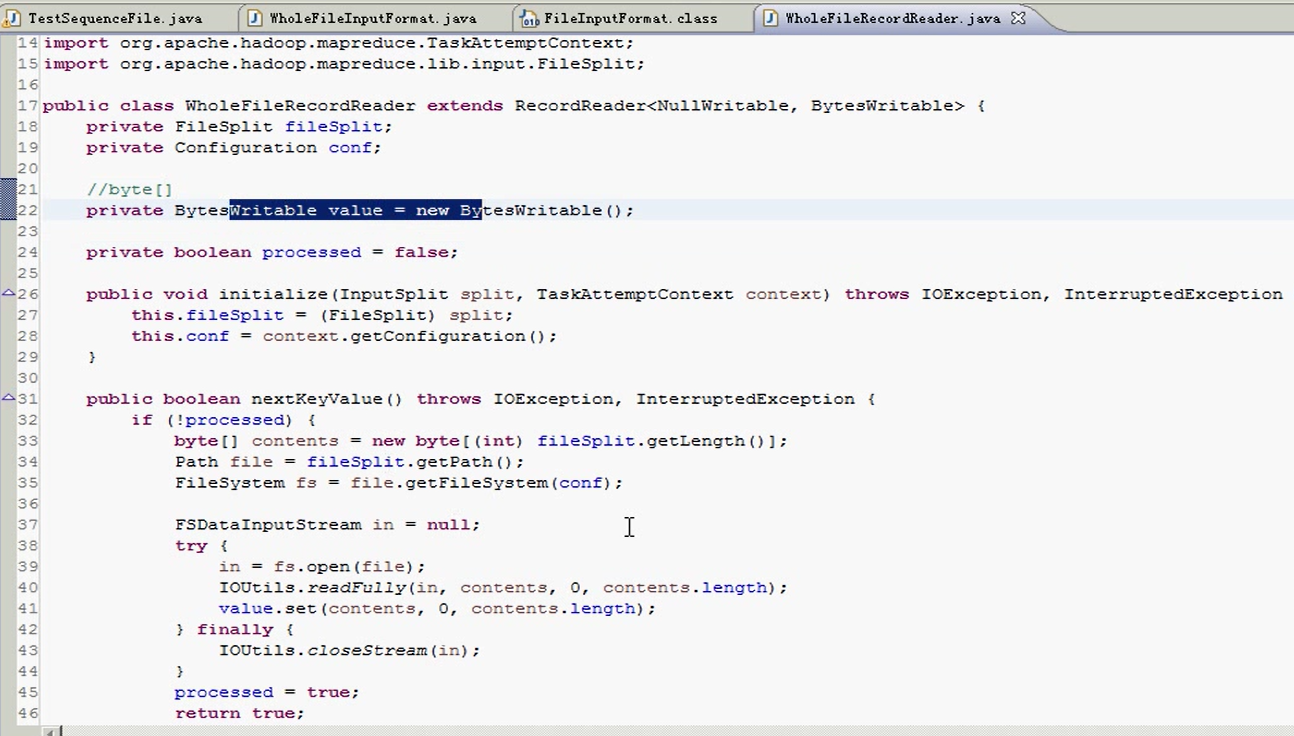 TestSequenceFile.java WholeFileInputFormat.java FileInputFormat.class WholeFileRecordReader.java
14 import org.apache.hadoop.mapreduce.TaskAttemptContext;
15 import org.apache.hadoop.mapreduce.lib.input.FileSplit;
16
17 public class WholeFileRecordReader extends RecordReader<NullWritable, BytesWritable> {
18     private FileSplit fileSplit;
19     private Configuration conf;
20
21     //byte[]
22     private BytesWritable value = new BytesWritable();
23
24     private boolean processed = false;
25
26     public void initialize(InputSplit split, TaskAttemptContext context) throws IOException, InterruptedException
27         this.fileSplit = (FileSplit) split;
28         this.conf = context.getConfiguration();
29     }
30
31     public boolean nextKeyValue() throws IOException, InterruptedException {
32         if (!processed) {
33             byte[] contents = new byte[(int) fileSplit.getLength()];
34             Path file = fileSplit.getPath();
35             FileSystem fs = file.getFileSystem(conf);
36
37             FSDataInputStream in = null;
38             try {
39                 in = fs.open(file);
40                 IOUtils.readFully(in, contents, 0, contents.length);
41                 value.set(contents, 0, contents.length);
42             } finally {
43                 IOUtils.closeStream(in);
44             }
45             processed = true;
46             return true;